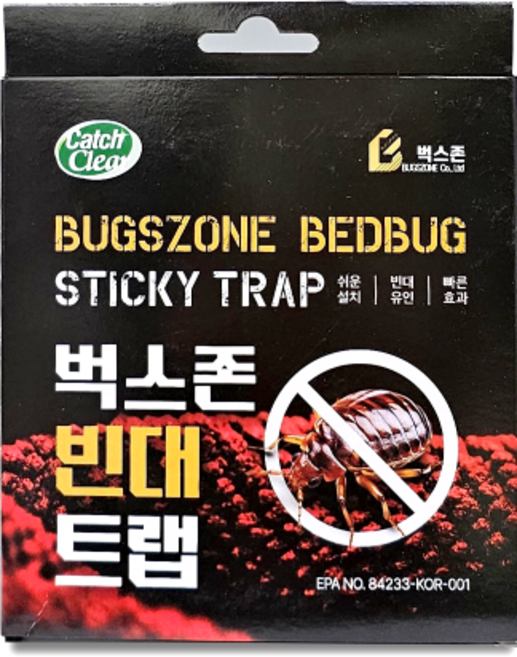 Catch
Clear
벅스존
BUGSZONE Co., Ltd
BUGSZONE BEDBUG
STICKY TRAP
쉬운 | 빈대 | 빠른
설치 | 유인 | 효과
벅스존
빈대
트랩
EPA NO. 84233-KOR-001